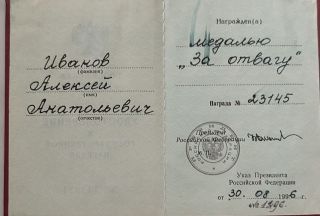 Иванов
(фамилия)
Алексей
(имя)
Анатольевич
(отчество)
Награжден(а)
медалью
„За отвагу"
Награда № 23145
Президент
Российской Федерации
Указ Президента
Российской Федерации
от 30 08 1996